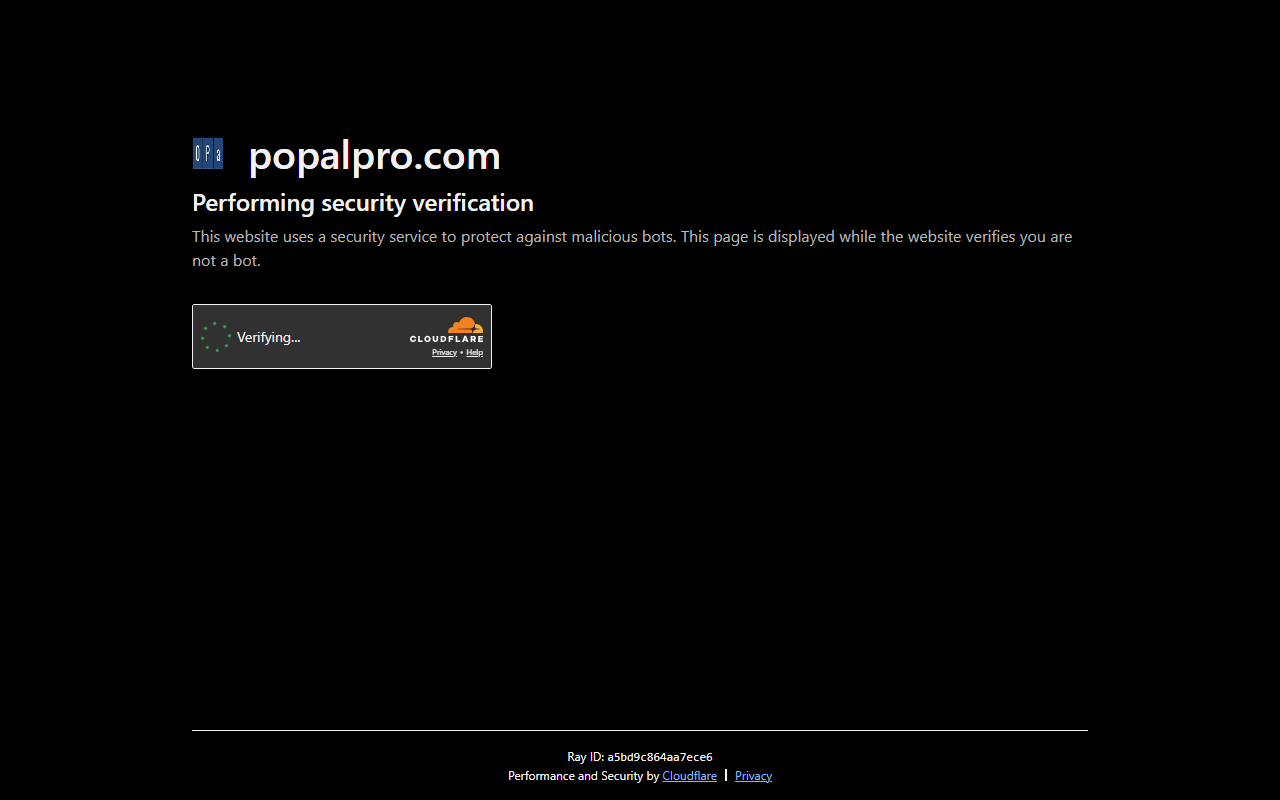 OPa
popalpro.com
Performing security verification
This website uses a security service to protect against malicious bots. This page is displayed while the website verifies you are
not a bot.
Verifying...
CLOUDFLARE
Privacy • Help
Ray ID: a5bd9c864aa7ece6
Performance and Security by Cloudflare | Privacy